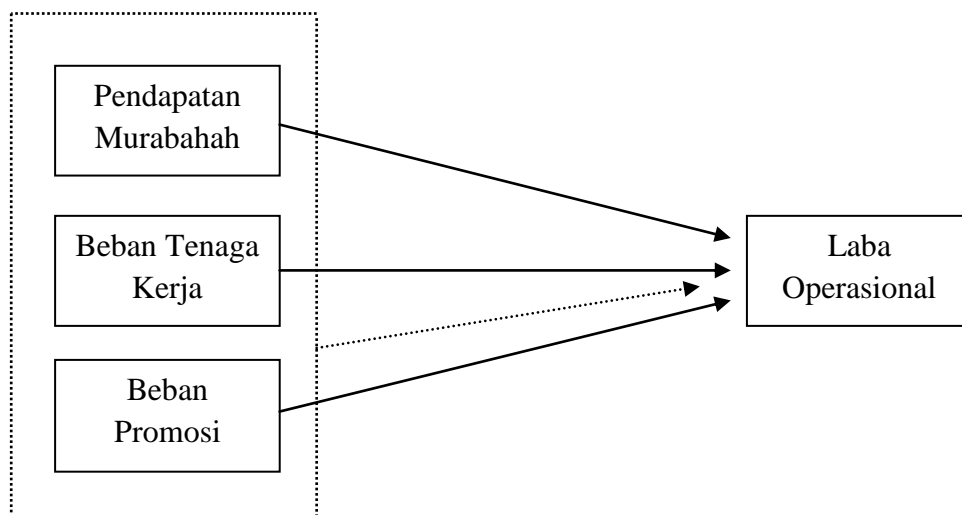 Pendapatan
Murabahah
Beban Tenaga
Kerja
Laba
Operasional
Beban
Promosi